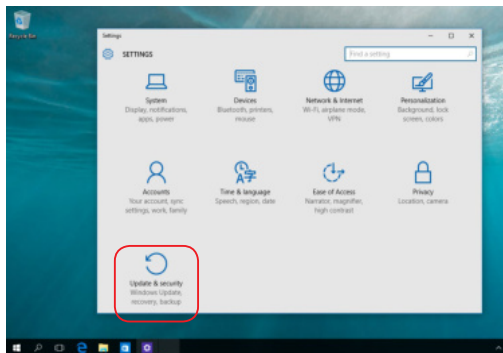 Recycle Bin
Settings
SETTINGS
Find a setting
System
Display, notifications,
apps, power
Devices
Bluetooth, printers,
mouse
Network & Internet
Wi-Fi, airplane mode,
VPN
Personalization
Background, lock
screen, colors
Accounts
Your account, sync
settings, work, family
Time & language
Speech, region, date
Ease of Access
Narrator, magnifier,
high contrast
Privacy
Location, camera
Update & security
Windows Update,
recovery, backup